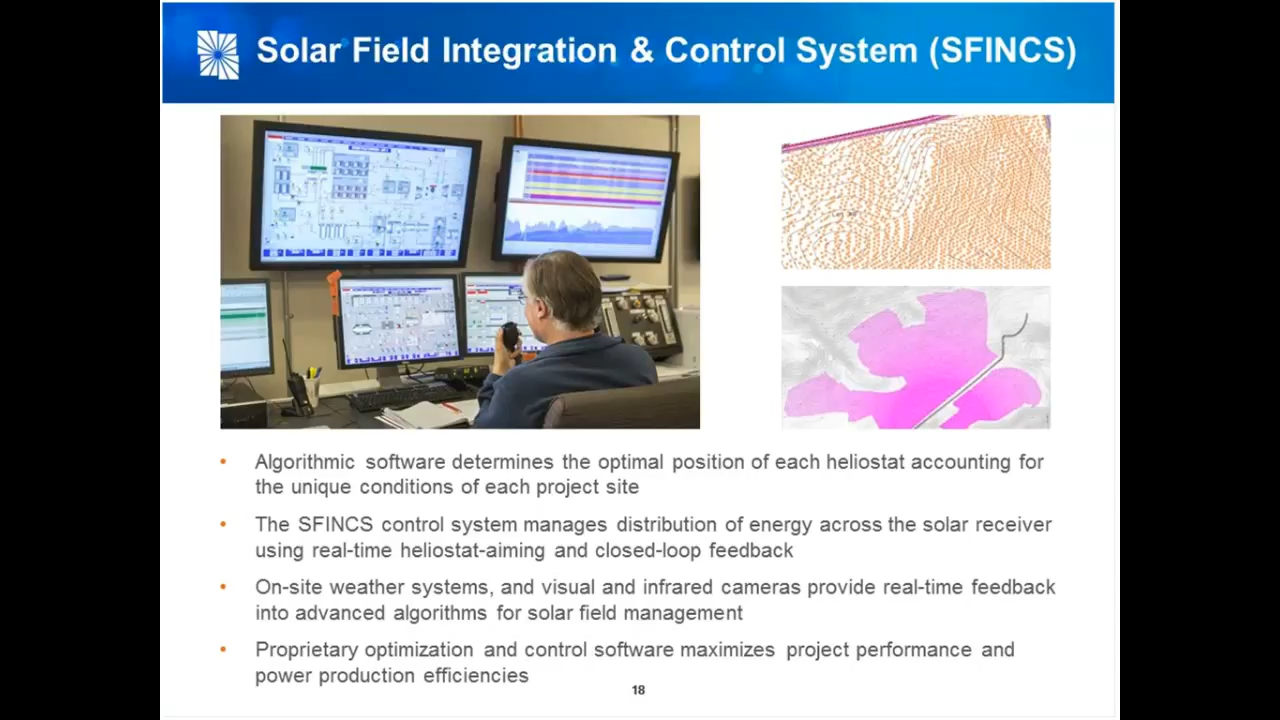 Solar Field Integration & Control System (SFINCS)
• Algorithmic software determines the optimal position of each heliostat accounting for
the unique conditions of each project site
• The SFINCS control system manages distribution of energy across the solar receiver
using real-time heliostat-aiming and closed-loop feedback
• On-site weather systems, and visual and infrared cameras provide real-time feedback
into advanced algorithms for solar field management
• Proprietary optimization and control software maximizes project performance and
power production efficiencies
18